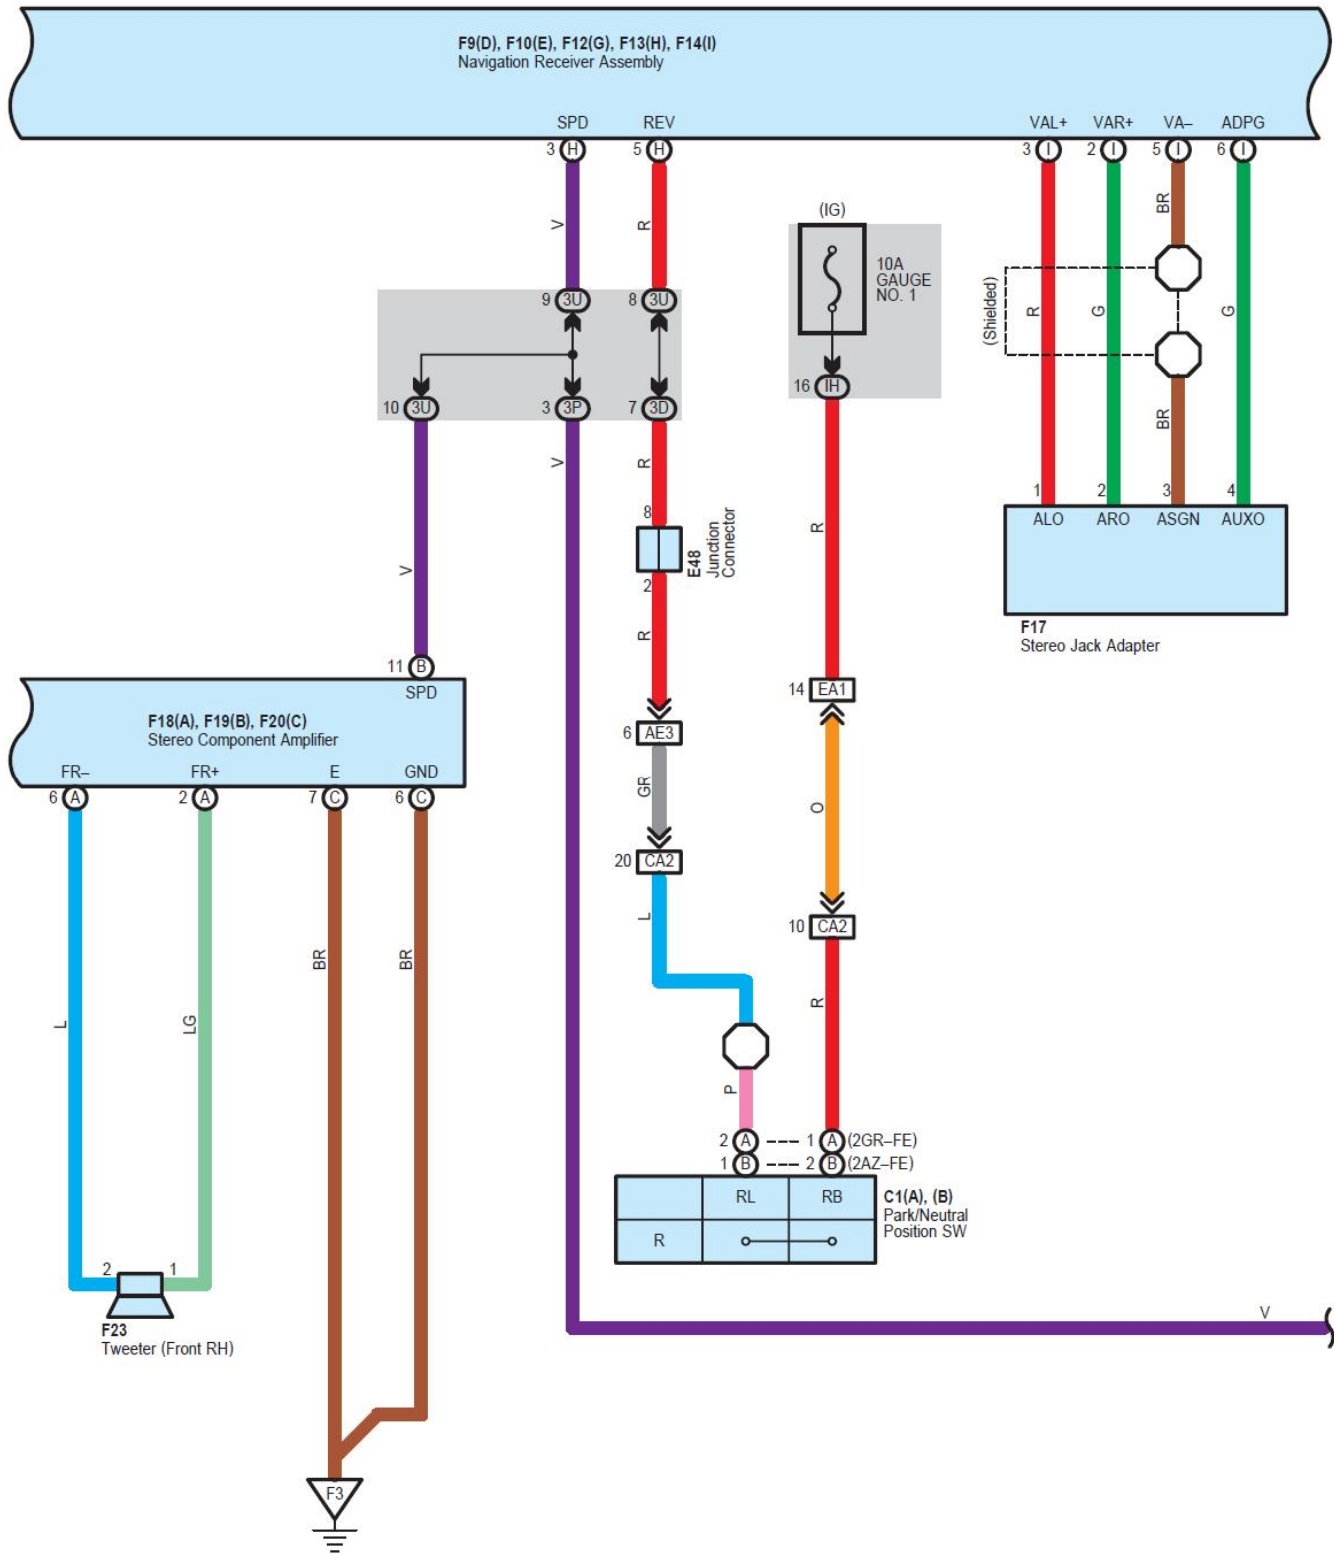 F9(D), F10(E), F12(G), F13(H), F14(I)
Navigation Receiver Assembly
SPD REV VAL+ VAR+ VA– ADPG
3 H 5 H 3 I 2 I 5 I 6 I
V R BR
(IG)
10A
GAUGE
NO. 1
(Shielded)
R G G
9 3U 8 3U
16 IH
10 3U 3 3P 7 3D
V R R BR
1 2 3 4
ALO ARO ASGN AUXO
F17
Stereo Jack Adapter
8
E48
Junction
Connector
2
V R
11 B
SPD
14 EA1
F18(A), F19(B), F20(C)
Stereo Component Amplifier
FR– FR+ E GND
6 A 2 A 7 C 6 C
6 AE3
GR O
20 CA2
L
10 CA2
BR BR
R
L LG
P
2 A 1 A (2GR–FE)
1 B 2 B (2AZ–FE)
RL RB
R
C1(A), (B)
Park/Neutral
Position SW
2 1
F23
Tweeter (Front RH)
V
F3